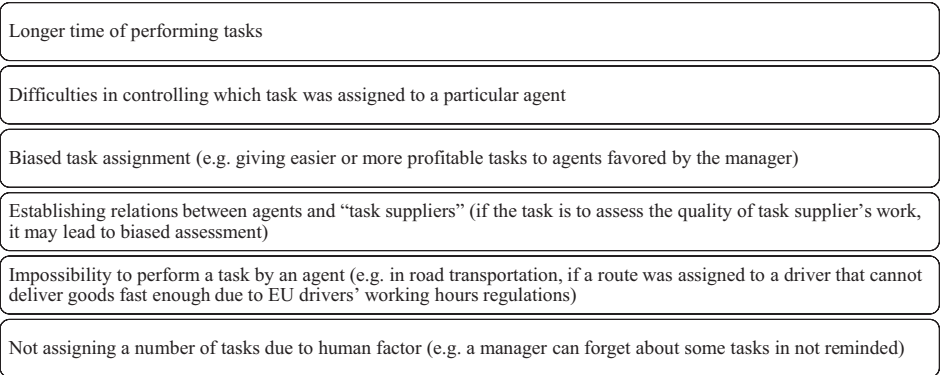 Longer time of performing tasks
Difficulties in controlling which task was assigned to a particular agent
Biased task assignment (e.g. giving easier or more profitable tasks to agents favored by the manager)
Establishing relations between agents and “task suppliers” (if the task is to assess the quality of task supplier’s work,
it may lead to biased assessment)
Impossibility to perform a task by an agent (e.g. in road transportation, if a route was assigned to a driver that cannot
deliver goods fast enough due to EU drivers’ working hours regulations)
Not assigning a number of tasks due to human factor (e.g. a manager can forget about some tasks in not reminded)